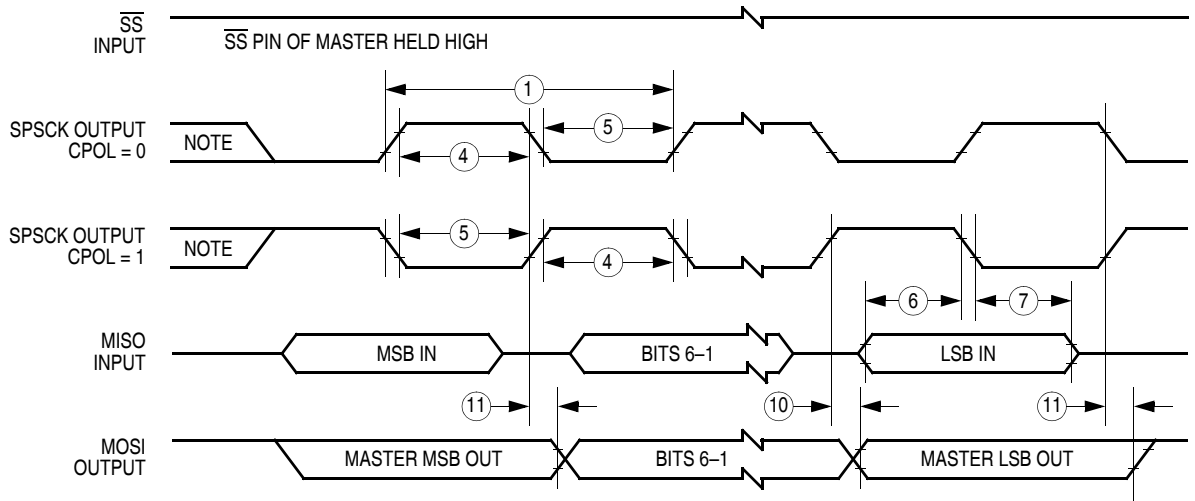 SS
INPUT
SS PIN OF MASTER HELD HIGH
1
SPSCK OUTPUT
CPOL = 0
NOTE
4
5
SPSCK OUTPUT
CPOL = 1
NOTE
5
4
6
7
MISO
INPUT
MSB IN
BITS 6–1
LSB IN
11
10
11
MOSI
OUTPUT
MASTER MSB OUT
BITS 6–1
MASTER LSB OUT